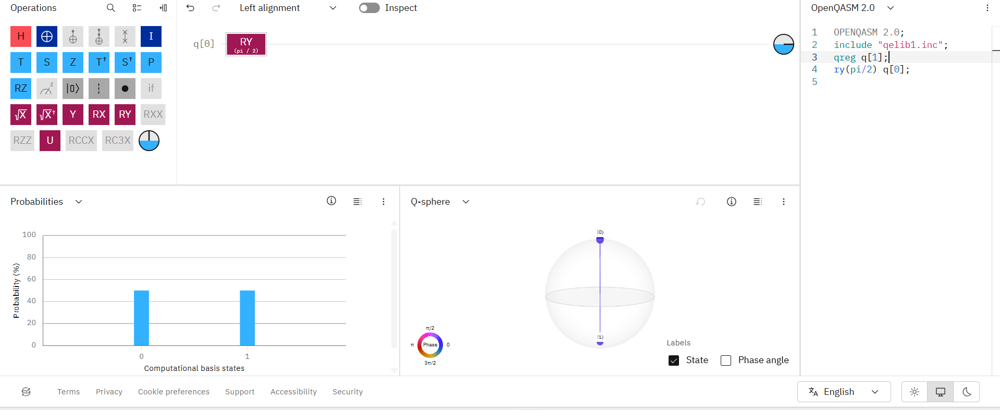 Operations
Left alignment
Inspect
OpenQASM 2.0
H
I
T S Z T† S† P
RZ z |0⟩ if
√X √X† Y RX RY RXX
RZZ U RCCX RC3X
q[0]
RY
(pi / 2)
1 OPENQASM 2.0;
2 include "qelib1.inc";
3 qreg q[1];
4 ry(pi/2) q[0];
5
Probabilities
Probability (%)
100
80
60
40
20
0
0 1
Computational basis states
Q-sphere
|0⟩
|1⟩
π/2
π Phase 0
3π/2
Labels
State Phase angle
Terms Privacy Cookie preferences Support Accessibility Security
English